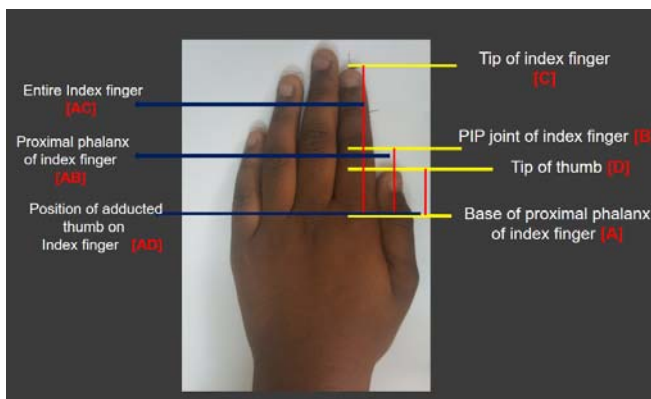 Entire Index finger
[AC]
Proximal phalanx
of index finger
[AB]
Position of adducted
thumb on
Index finger [AD]
Tip of index finger
[C]
PIP joint of index finger [B
Tip of thumb [D]
Base of proximal phalanx
of index finger [A]